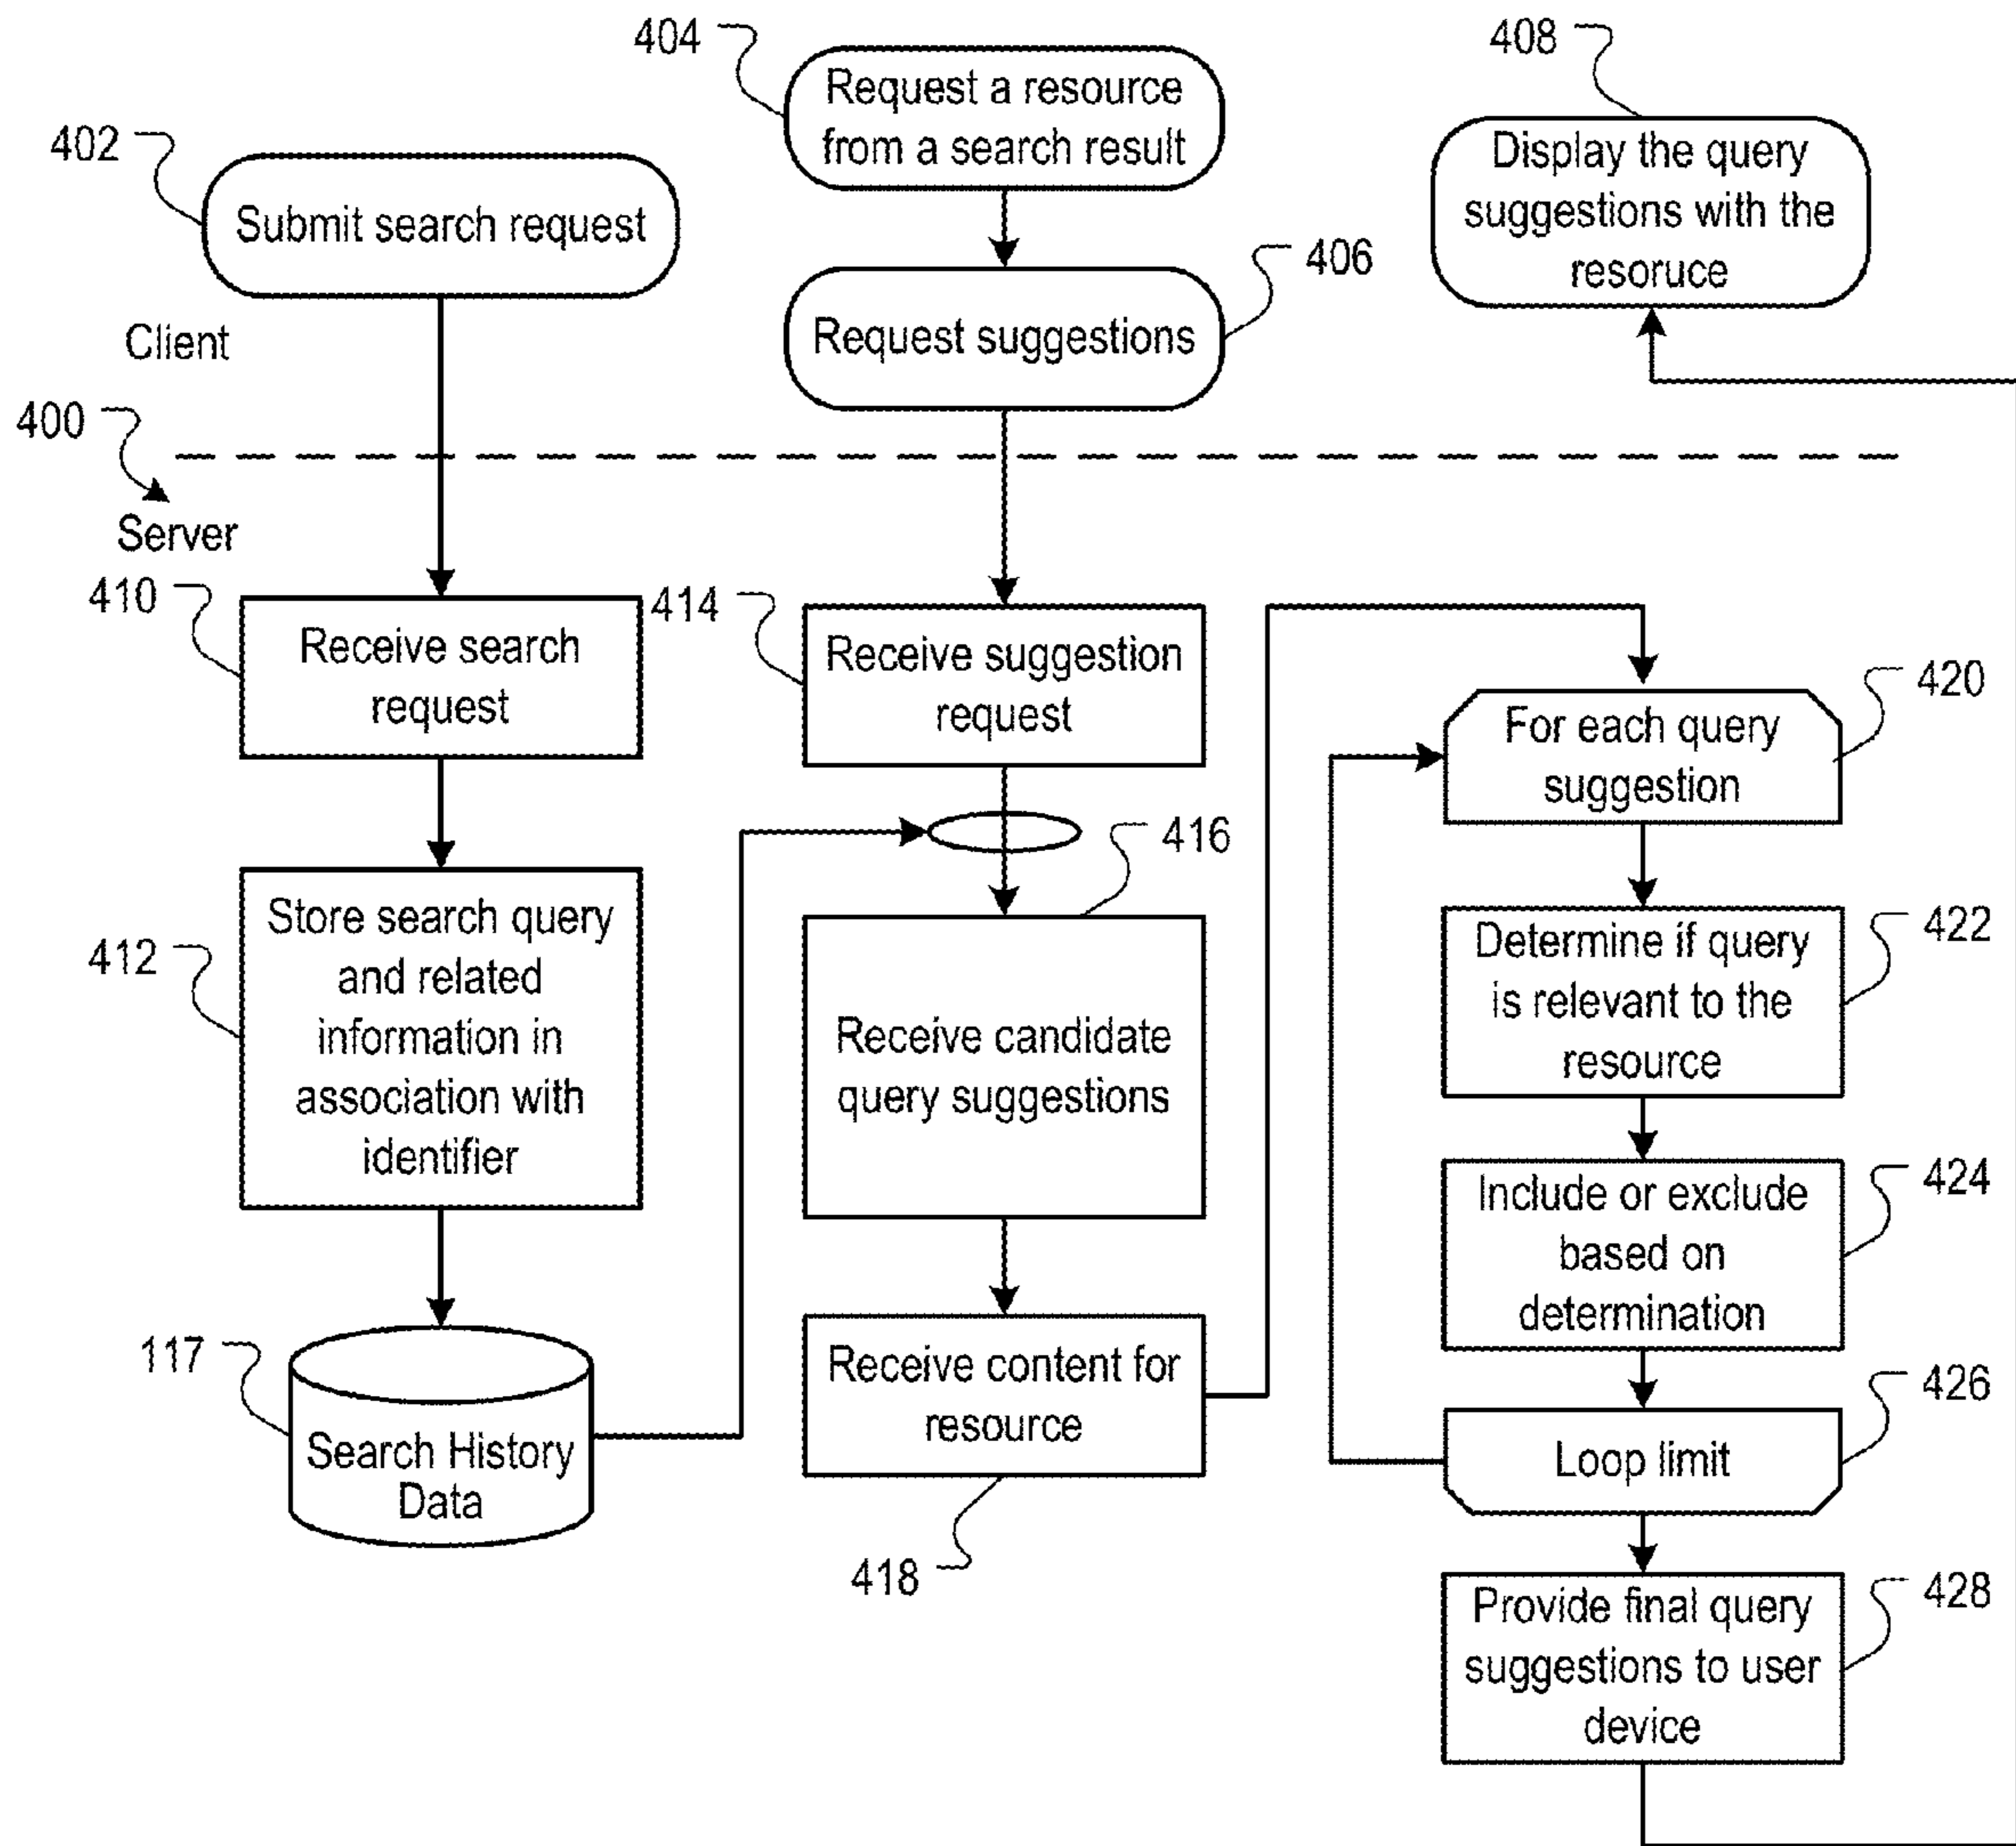 404
Request a resource
from a search result
408
Display the query
suggestions with the
resoruce
402
Submit search request
406
Request suggestions
Client
400
Server
410
Receive search
request
414
Receive suggestion
request
420
For each query
suggestion
416
412
Store search query
and related
information in
association with
identifier
Receive candidate
query suggestions
422
Determine if query
is relevant to the
resource
424
Include or exclude
based on
determination
117
Search History
Data
Receive content for
resource
418
426
Loop limit
428
Provide final query
suggestions to user
device